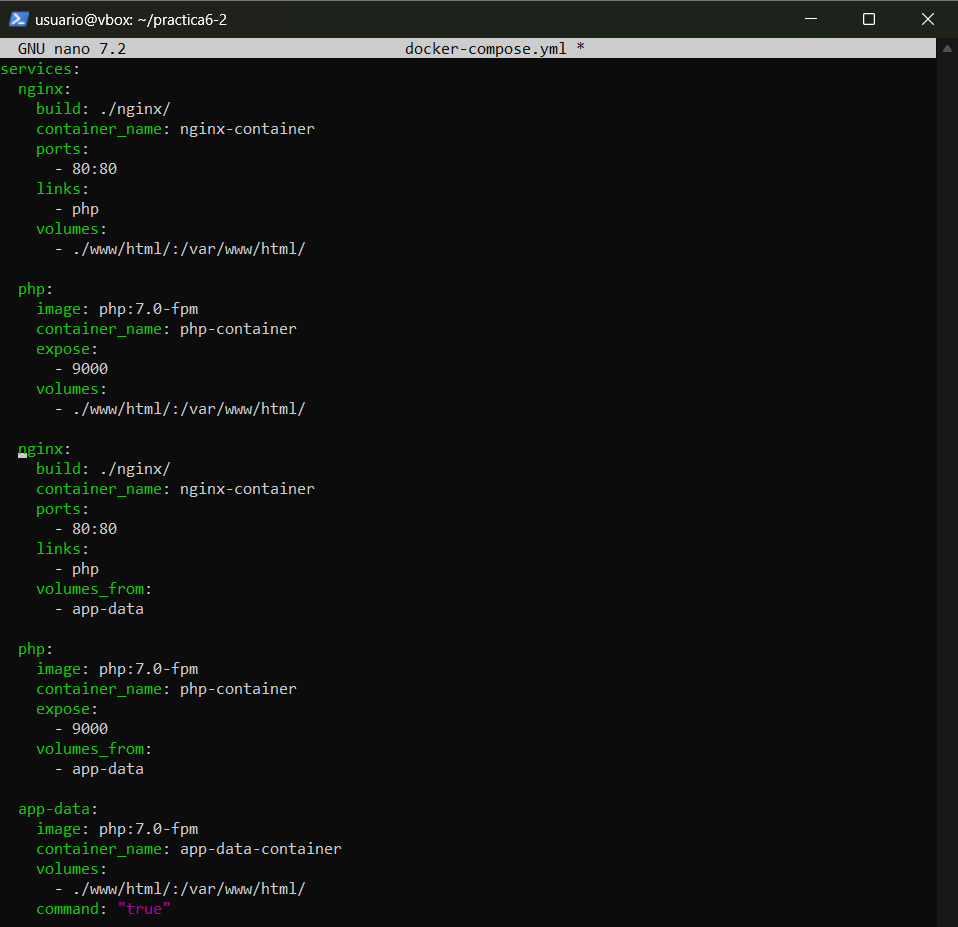 usuario@vbox: ~/practica6-2
GNU nano 7.2 docker-compose.yml *
services:
  nginx:
    build: ./nginx/
    container_name: nginx-container
    ports:
      - 80:80
    links:
      - php
    volumes:
      - ./www/html/:/var/www/html/

  php:
    image: php:7.0-fpm
    container_name: php-container
    expose:
      - 9000
    volumes:
      - ./www/html/:/var/www/html/

  nginx:
    build: ./nginx/
    container_name: nginx-container
    ports:
      - 80:80
    links:
      - php
    volumes_from:
      - app-data

  php:
    image: php:7.0-fpm
    container_name: php-container
    expose:
      - 9000
    volumes_from:
      - app-data

  app-data:
    image: php:7.0-fpm
    container_name: app-data-container
    volumes:
      - ./www/html/:/var/www/html/
    command: "true"